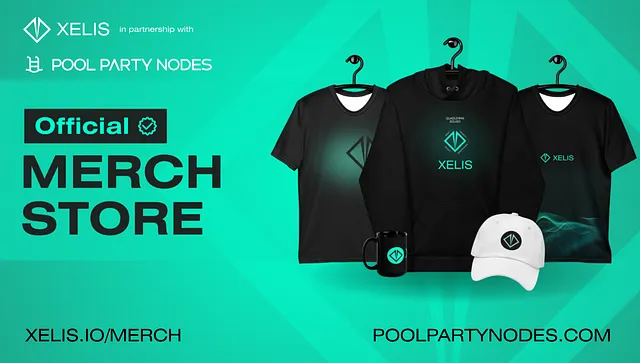 XELIS in partnership with
POOL PARTY NODES
Official
MERCH
STORE
XELIS
XELIS
XELIS.IO/MERCH
POOLPARTYNODES.COM